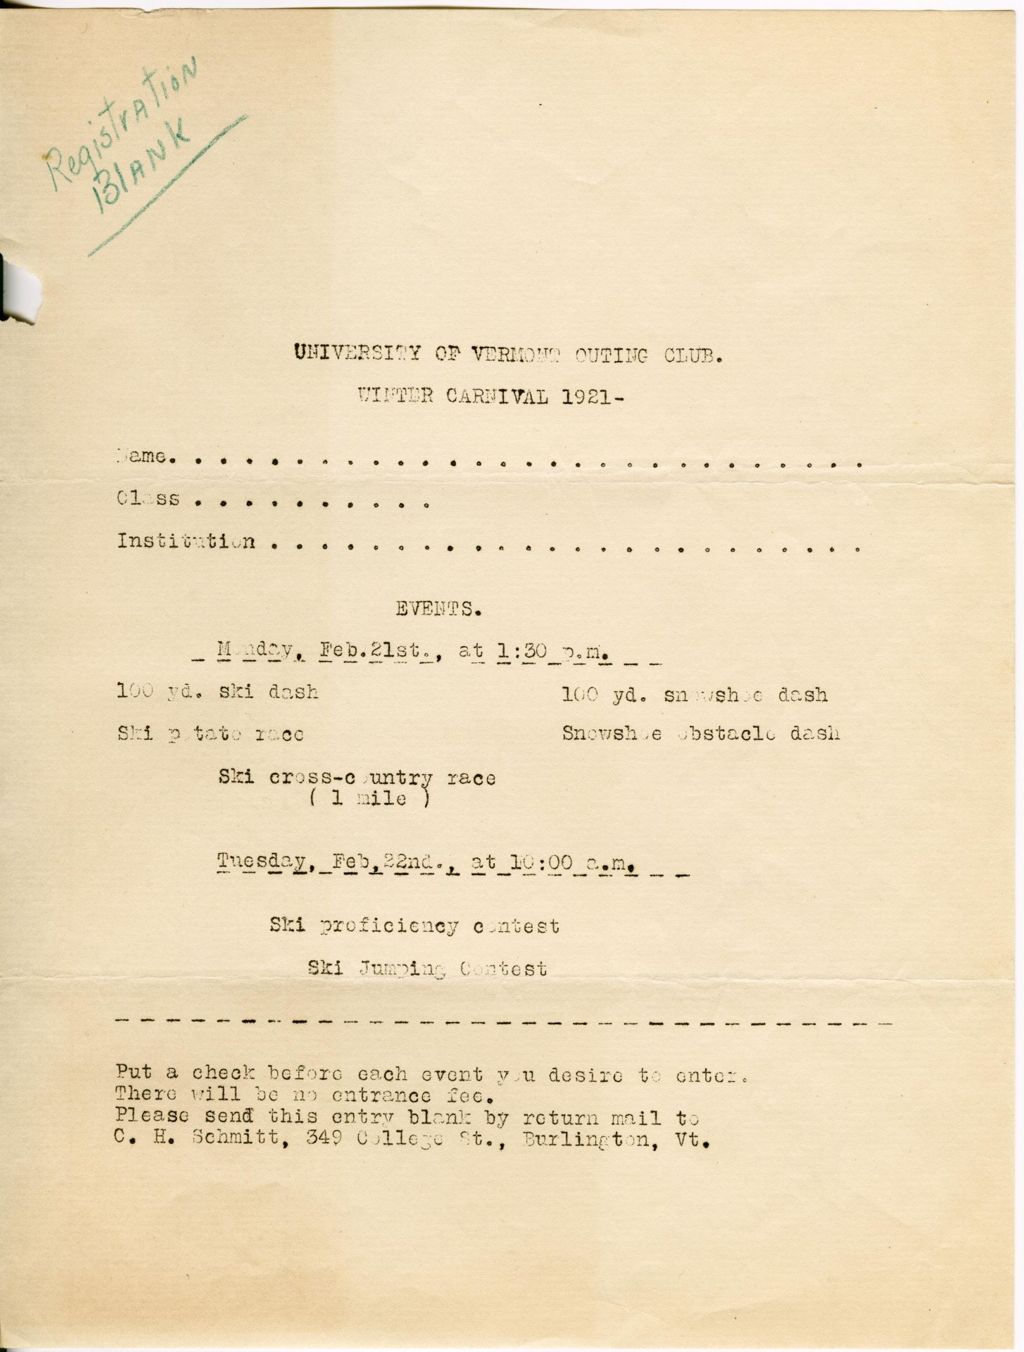 Registration
Blank
UNIVERSITY OF VERMONT OUTING CLUB.
WINTER CARNIVAL 1921-
Name. . . . . . . . . . . . . . . . . . . . . . . . . . . .
Class . . . . . . . . . .
Institution . . . . . . . . . . . . . . . . . . . . . . . .
EVENTS.
Monday, Feb.21st., at 1:30 p.m.
100 yd. ski dash 100 yd. snowshoe dash
Ski potato race Snowshoe obstacle dash
Ski cross-country race
( 1 mile )
Tuesday, Feb,22nd., at 10:00 a.m.
Ski proficiency contest
Ski Jumping Contest
- - - - - - - - - - - - - - - - - - - - - - - - - - - - - - -
Put a check before each event you desire to enter.
There will be no entrance fee.
Please send this entry blank by return mail to
C. H. Schmitt, 349 College St., Burlington, Vt.